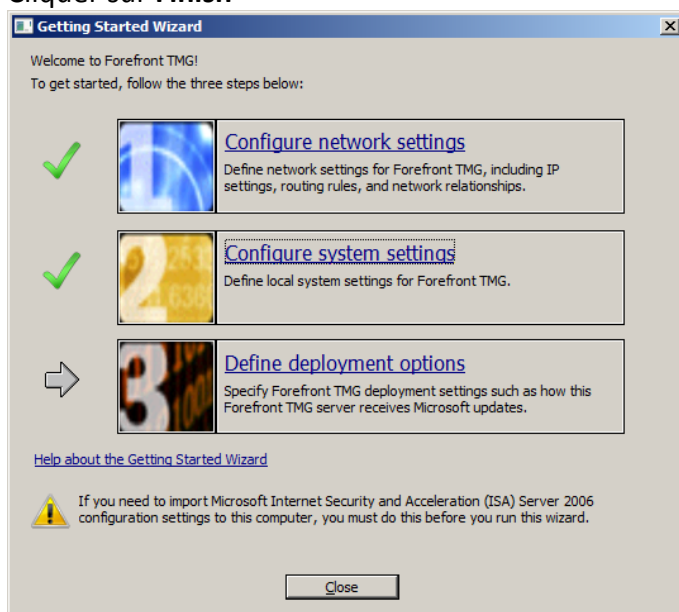 Cliquer sur Finish
Getting Started Wizard
Welcome to Forefront TMG!
To get started, follow the three steps below:
Configure network settings
Define network settings for Forefront TMG, including IP
settings, routing rules, and network relationships.
Configure system settings
Define local system settings for Forefront TMG.
Define deployment options
Specify Forefront TMG deployment settings such as how this
Forefront TMG server receives Microsoft updates.
Help about the Getting Started Wizard
If you need to import Microsoft Internet Security and Acceleration (ISA) Server 2006
configuration settings to this computer, you must do this before you run this wizard.
Close